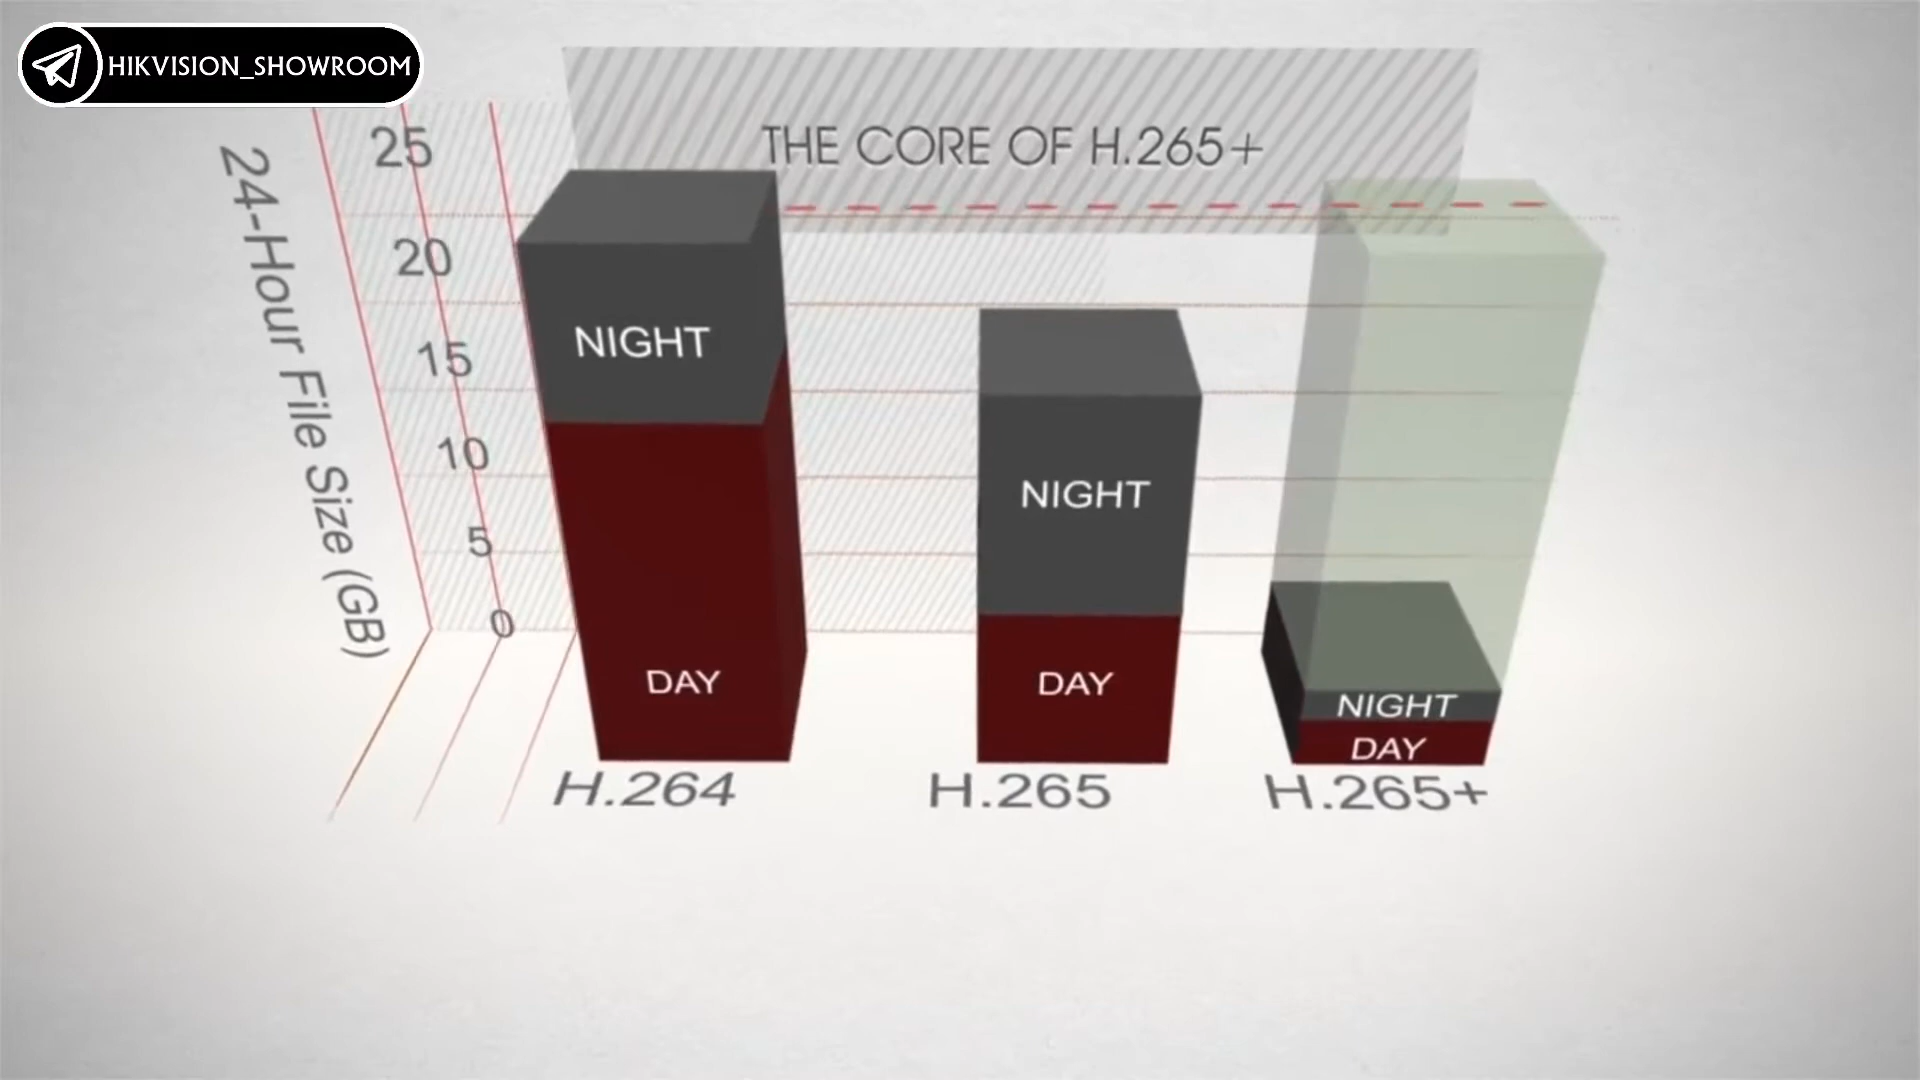 HIKVISION_SHOWROOM
THE CORE OF H.265+
24-Hour File Size (GB)
25
20
15
10
5
0
NIGHT
DAY
NIGHT
DAY
NIGHT
DAY
H.264
H.265
H.265+